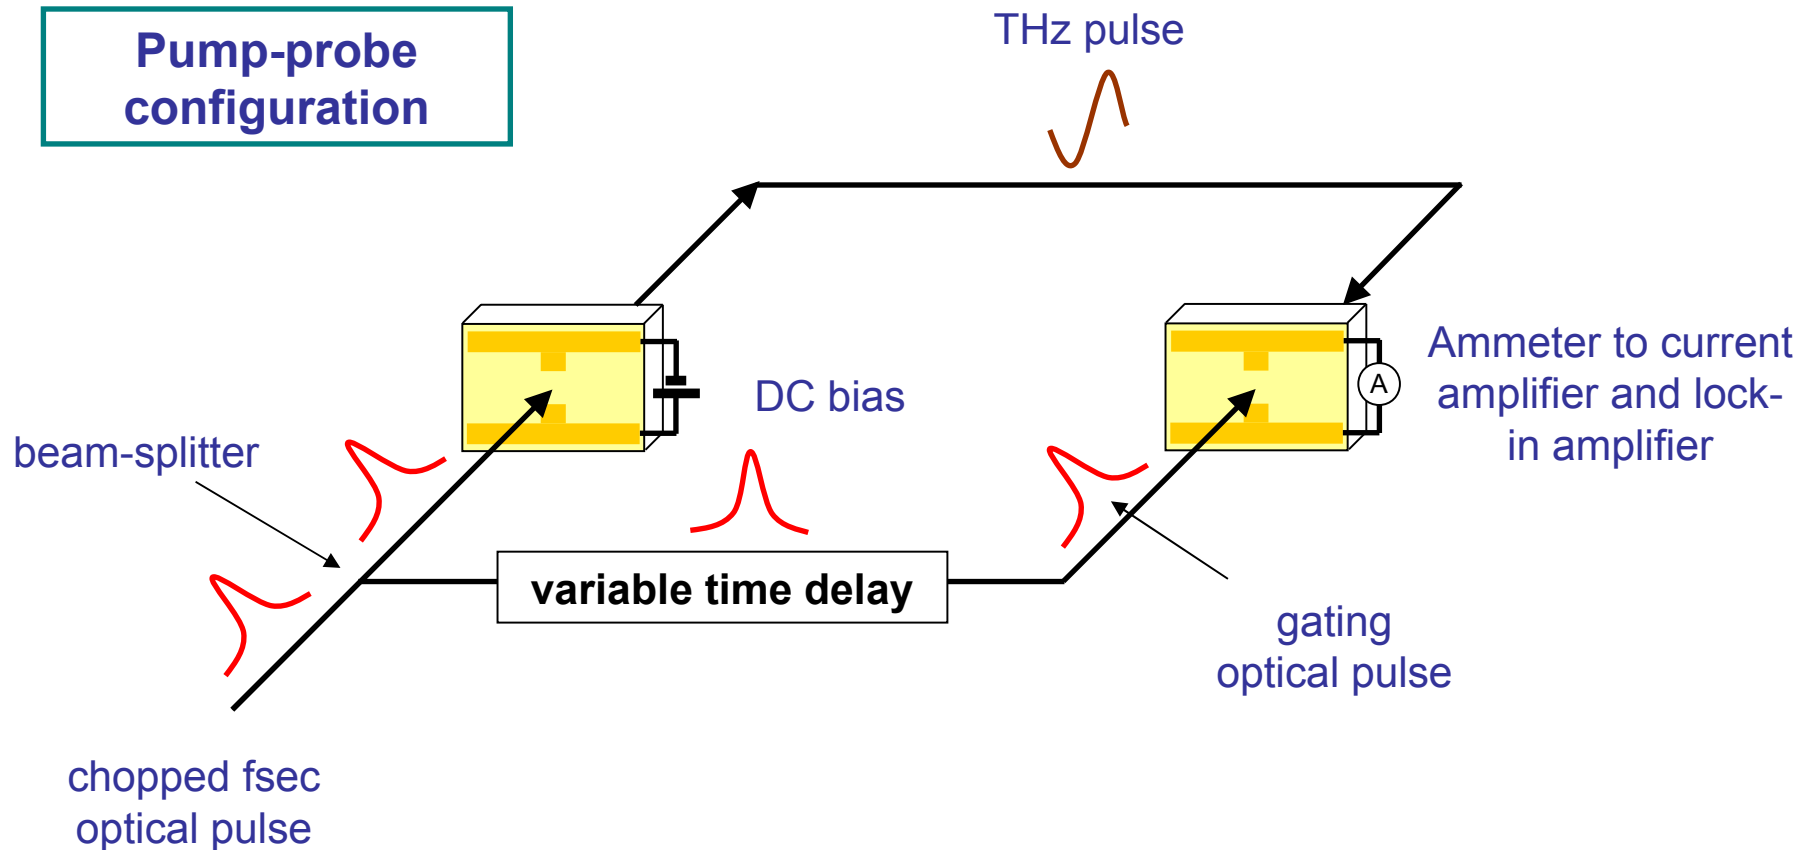 Pump-probe
configuration
THz pulse
DC bias
Ammeter to current
amplifier and lock-
in amplifier
A
beam-splitter
variable time delay
gating
optical pulse
chopped fsec
optical pulse